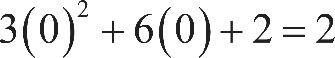 3(0)² + 6(0) + 2 = 2